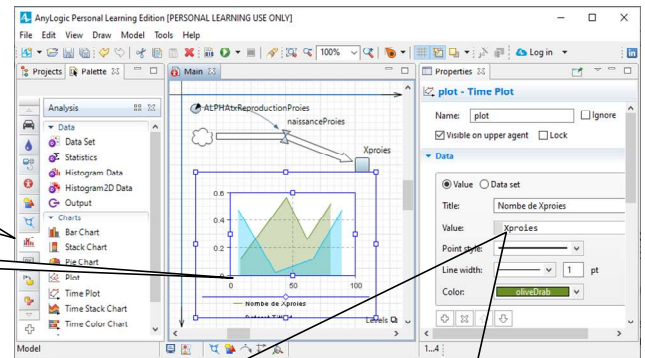 AnyLogic Personal Learning Edition [PERSONAL LEARNING USE ONLY]
File Edit View Draw Model Tools Help
100% Log in
Projects Palette
Analysis
Data
Data Set
Statistics
Histogram Data
Histogram2D Data
Output
Charts
Bar Chart
Stack Chart
Pie Chart
Plot
Time Plot
Time Stack Chart
Time Color Chart
Model
Main
ALPHAtxReproductionProies
naissanceProies
Xproies
0.6
0.4
0.2
0
0 50 100
Nombe de Xproies
Levels
Properties
plot - Time Plot
Name: plot Ignore
Visible on upper agent Lock
Data
Value Data set
Title: Nombe de Xproies
Value: Xproies
Point style:
Line width: 1 pt
Color: oliveDrab
1...4